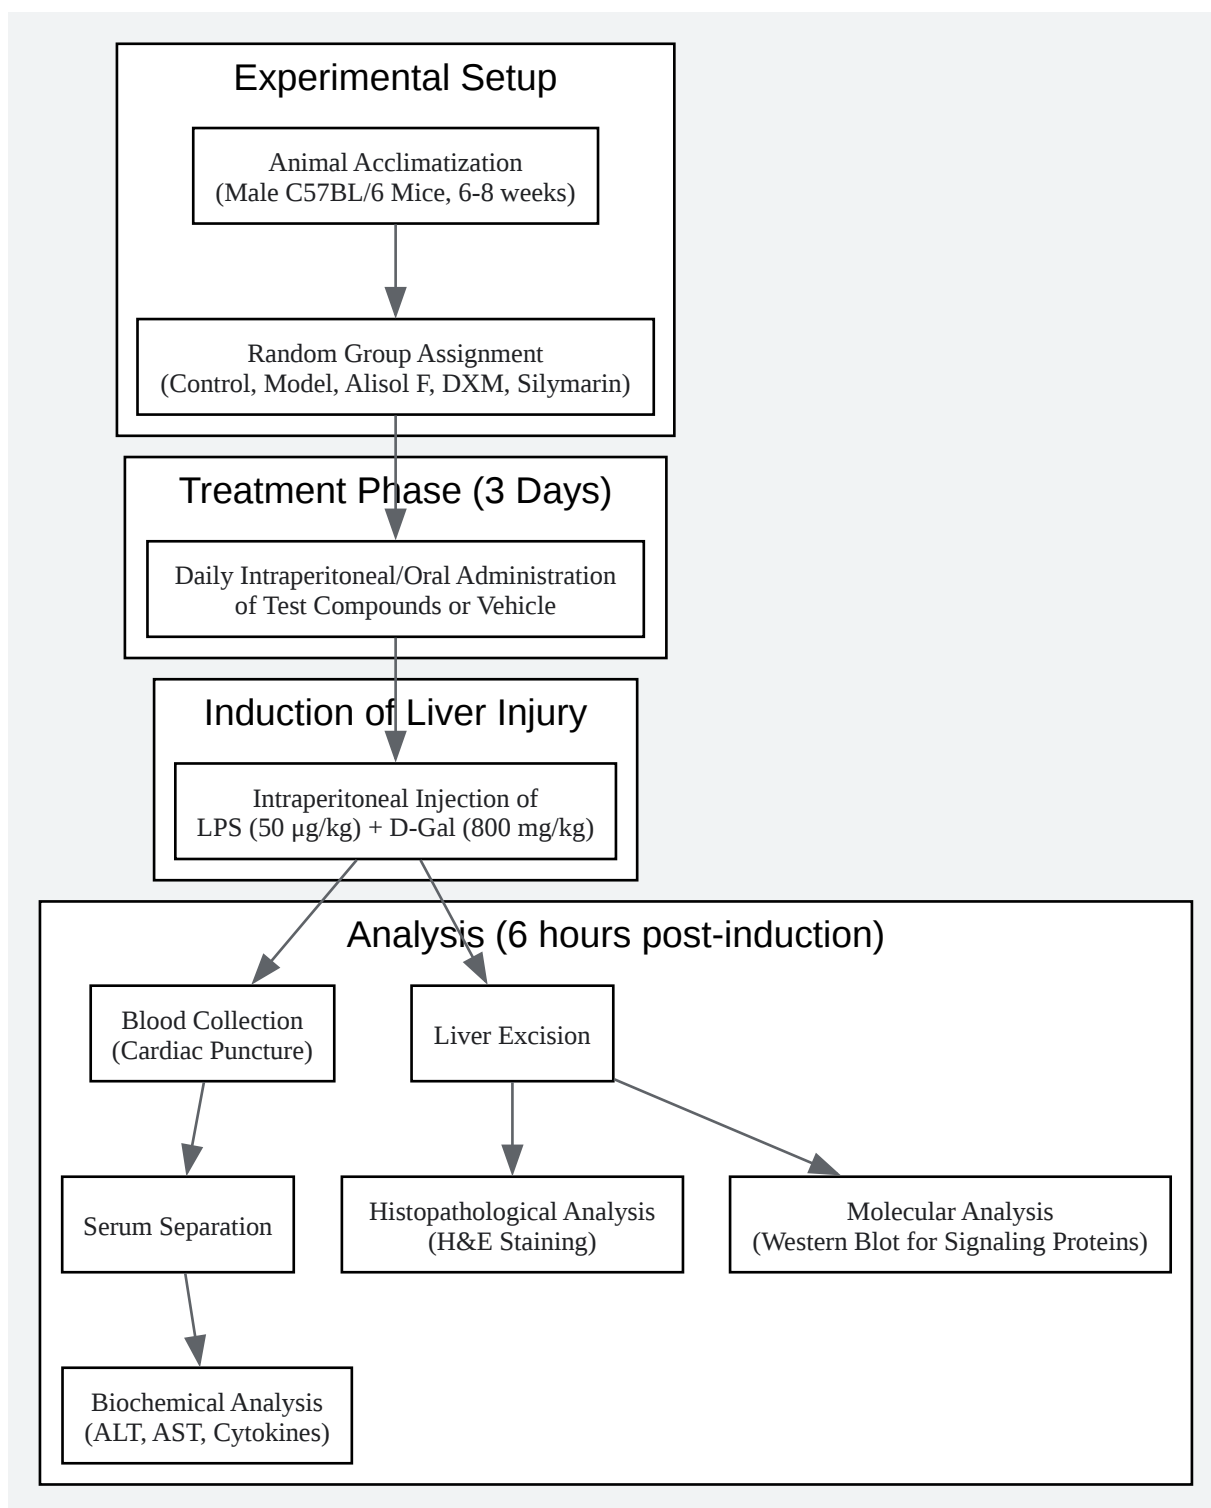 Experimental Setup
Animal Acclimatization
(Male C57BL/6 Mice, 6-8 weeks)
Random Group Assignment
(Control, Model, Alisol F, DXM, Silymarin)
Treatment Phase (3 Days)
Daily Intraperitoneal/Oral Administration
of Test Compounds or Vehicle
Induction of Liver Injury
Intraperitoneal Injection of
LPS (50 μg/kg) + D-Gal (800 mg/kg)
Analysis (6 hours post-induction)
Blood Collection
(Cardiac Puncture)
Liver Excision
Serum Separation
Histopathological Analysis
(H&E Staining)
Molecular Analysis
(Western Blot for Signaling Proteins)
Biochemical Analysis
(ALT, AST, Cytokines)